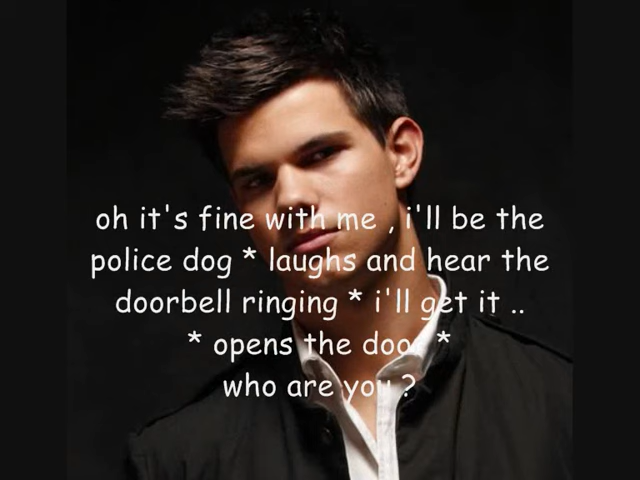 oh it's fine with me , i'll be the
police dog * laughs and hear the
doorbell ringing * i'll get it ..
* opens the door *
who are you ?